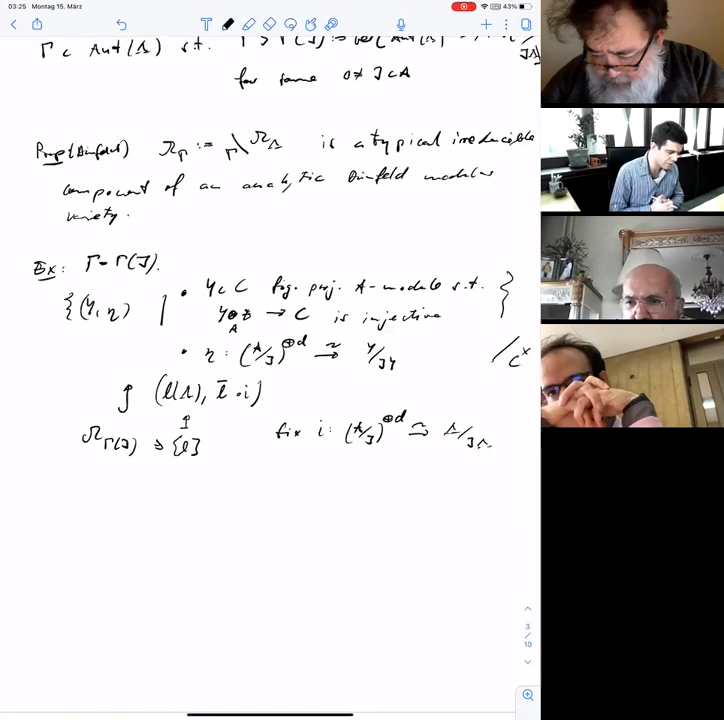 03:25 Montag 15. März 43%
Γ ⊂ Aut(Λ) s.t.
for some 0 ≠ J ⊂ A
Prop (Drinfeld) Ω_Γ := Γ\Ω_Λ is a typical irreducible
component of an analytic Drinfeld modular
variety.
Ex: Γ = Γ(J).
{(Y, η) | • Y ⊂ C f.g. proj. A-module s.t. }
Y ⊗_A → C is injective
• η : (A/J)^{⊕d} ≅ Y/JY /C^×
(ℓ(Λ), ℓ̄ ∘ i)
Ω_Γ(J) ∋ [ℓ] fix i : (A/J)^{⊕d} ≅ Λ/JΛ
3
/
10